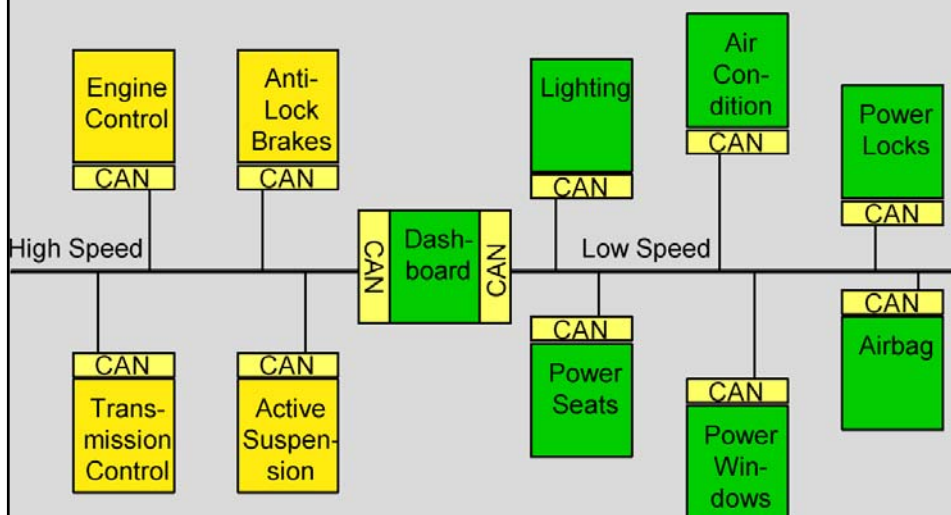 Engine
Control
CAN
Anti-
Lock
Brakes
CAN
Lighting
CAN
Air
Con-
dition
CAN
Power
Locks
CAN
High Speed
CAN
Dash-
board
CAN
Low Speed
CAN
Trans-
mission
Control
CAN
Active
Suspen-
sion
CAN
Power
Seats
CAN
Power
Win-
dows
CAN
Airbag